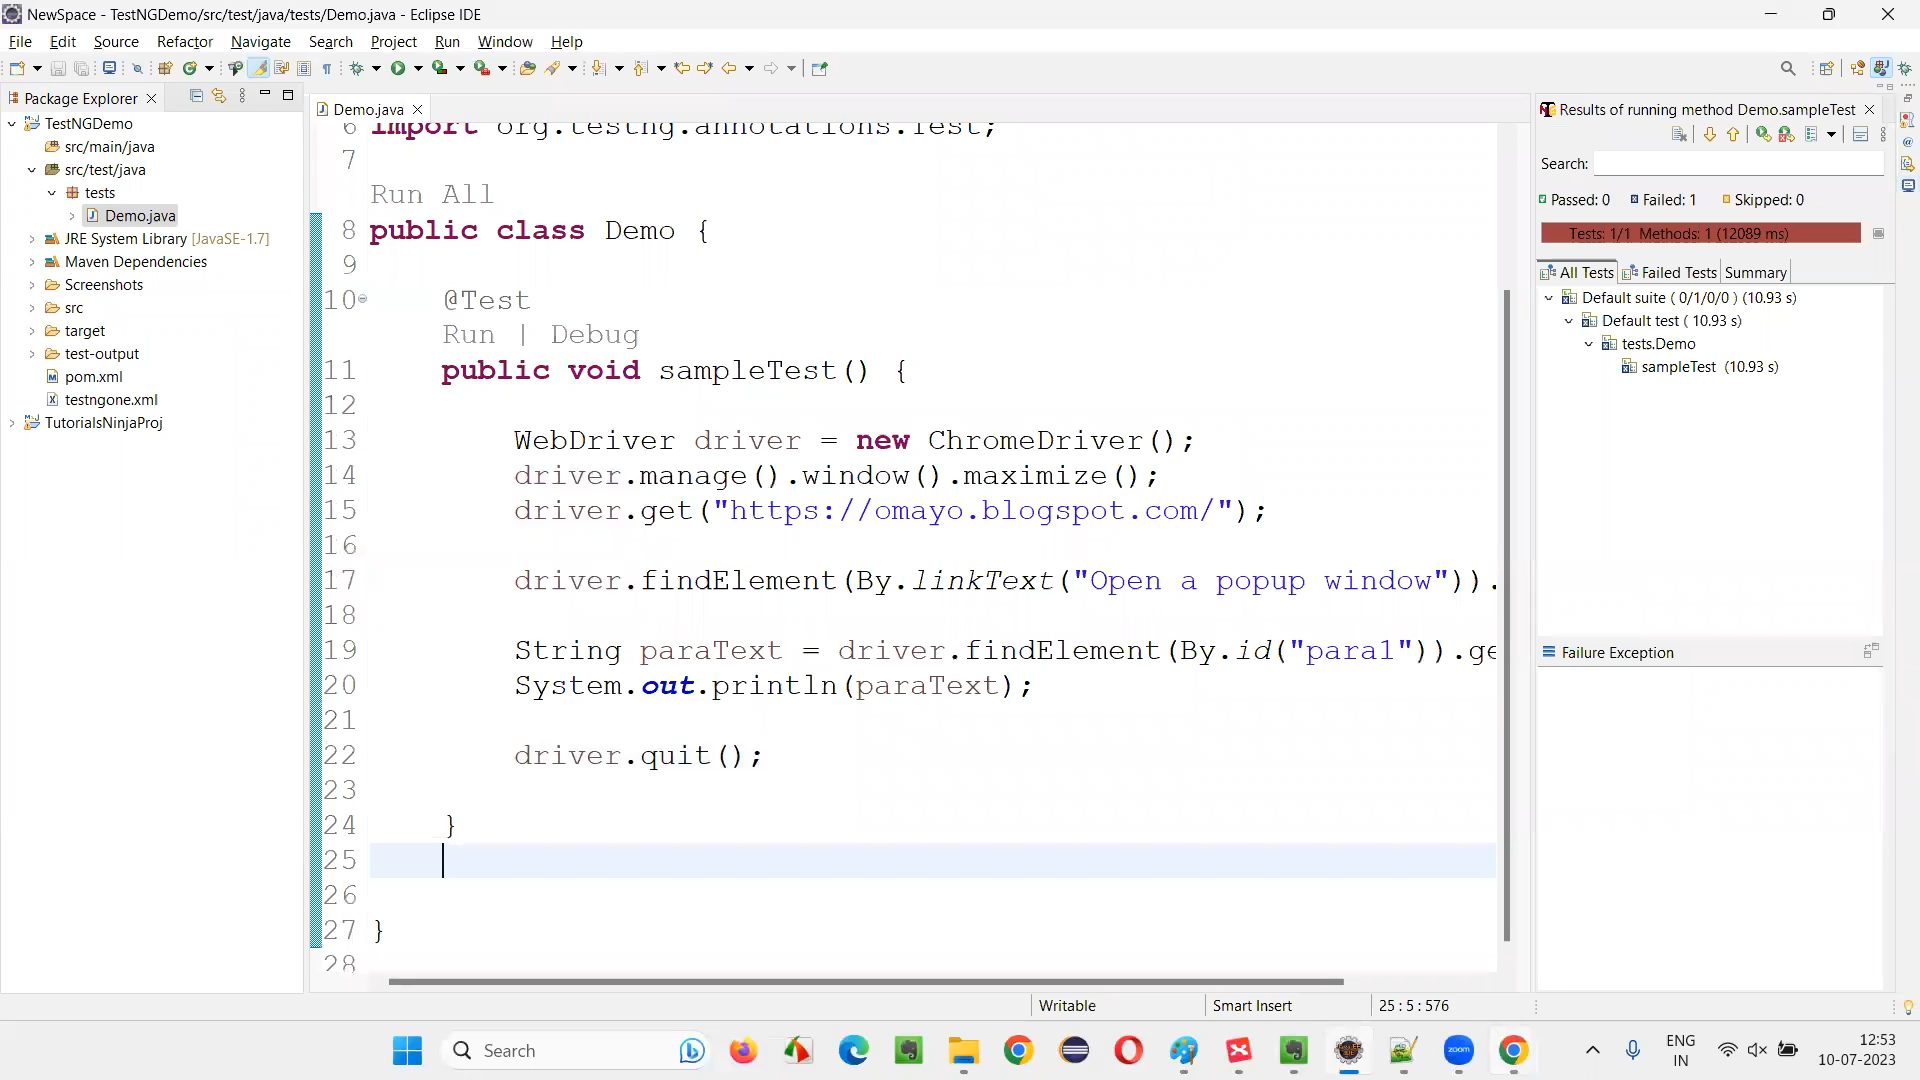 NewSpace - TestNGDemo/src/test/java/tests/Demo.java - Eclipse IDE
File Edit Source Refactor Navigate Search Project Run Window Help
Package Explorer
TestNGDemo
src/main/java
src/test/java
tests
Demo.java
JRE System Library [JavaSE-1.7]
Maven Dependencies
Screenshots
src
target
test-output
pom.xml
testngone.xml
TutorialsNinjaProj
Demo.java
6 import org.testng.annotations.Test;
7
Run All
8 public class Demo {
9
10 @Test
Run | Debug
11 public void sampleTest() {
12
13 WebDriver driver = new ChromeDriver();
14 driver.manage().window().maximize();
15 driver.get("https://omayo.blogspot.com/");
16
17 driver.findElement(By.linkText("Open a popup window")).
18
19 String paraText = driver.findElement(By.id("para1")).ge
20 System.out.println(paraText);
21
22 driver.quit();
23
24 }
25
26
27 }
28
Results of running method Demo.sampleTest
Search:
Passed: 0 Failed: 1 Skipped: 0
Tests: 1/1 Methods: 1 (12089 ms)
All Tests Failed Tests Summary
Default suite ( 0/1/0/0 ) (10.93 s)
Default test ( 10.93 s)
tests.Demo
sampleTest (10.93 s)
Failure Exception
Writable Smart Insert 25 : 5 : 576
Search
zoom
ENG
IN
12:53
10-07-2023